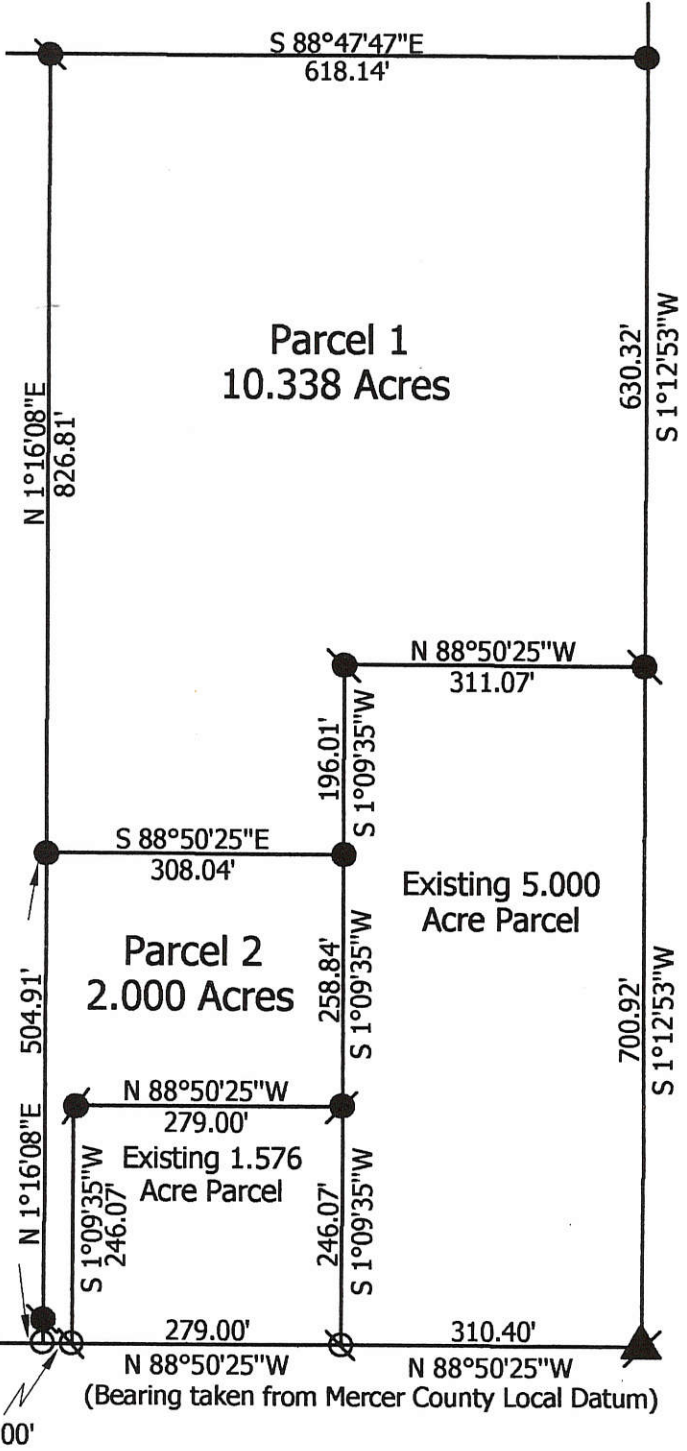 S 88°47'47"E
618.14'
Parcel 1
10.338 Acres
N 1°16'08"E
826.81'
630.32'
S 1°12'53"W
N 88°50'25"W
311.07'
196.01'
S 1°09'35"W
S 88°50'25"E
308.04'
Existing 5.000
Acre Parcel
Parcel 2
2.000 Acres
258.84'
S 1°09'35"W
700.92'
S 1°12'53"W
N 1°16'08"E 504.91'
N 88°50'25"W
279.00'
Existing 1.576
Acre Parcel
S 1°09'35"W
246.07'
246.07'
S 1°09'35"W
279.00'
N 88°50'25"W
310.40'
N 88°50'25"W
(Bearing taken from Mercer County Local Datum)
00'